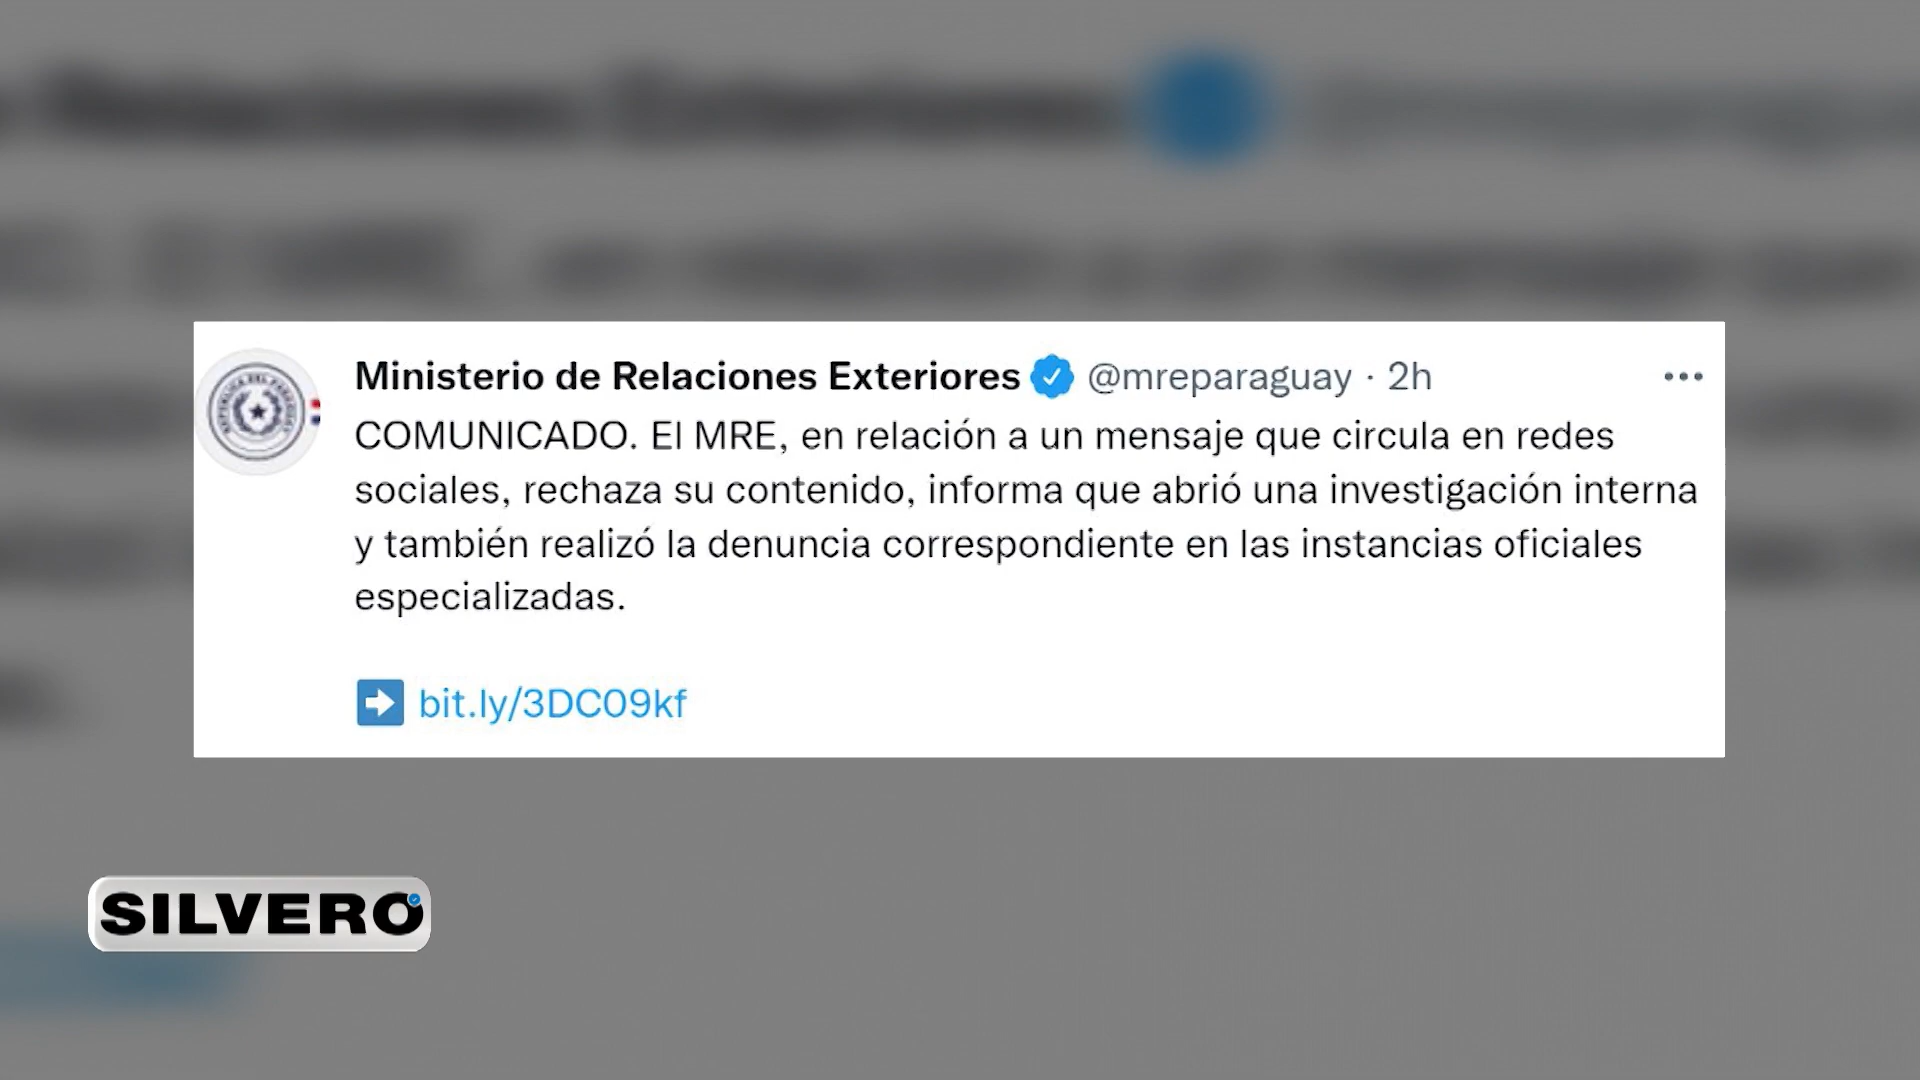 Ministerio de Relaciones Exteriores @mreparaguay · 2h
COMUNICADO. El MRE, en relación a un mensaje que circula en redes
sociales, rechaza su contenido, informa que abrió una investigación interna
y también realizó la denuncia correspondiente en las instancias oficiales
especializadas.
bit.ly/3DC09kf
SILVERO